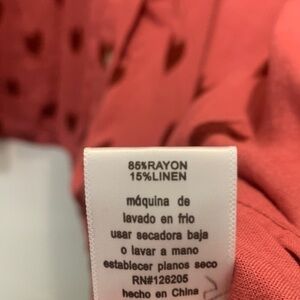 85%RAYON
15%LINEN
máquina de
lavado en frio
usar secadora baja
o lavar a mano
establecer planos seco
RN#126205
hecho en China